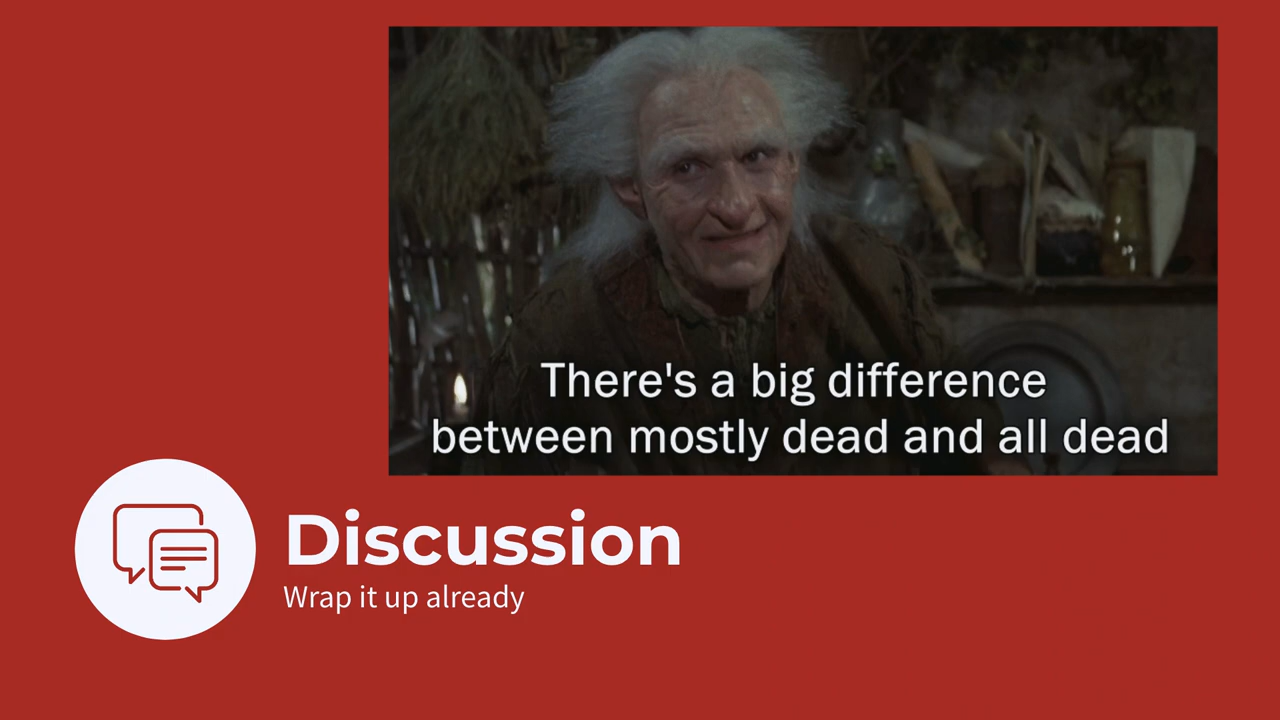 There's a big difference
between mostly dead and all dead
Discussion
Wrap it up already